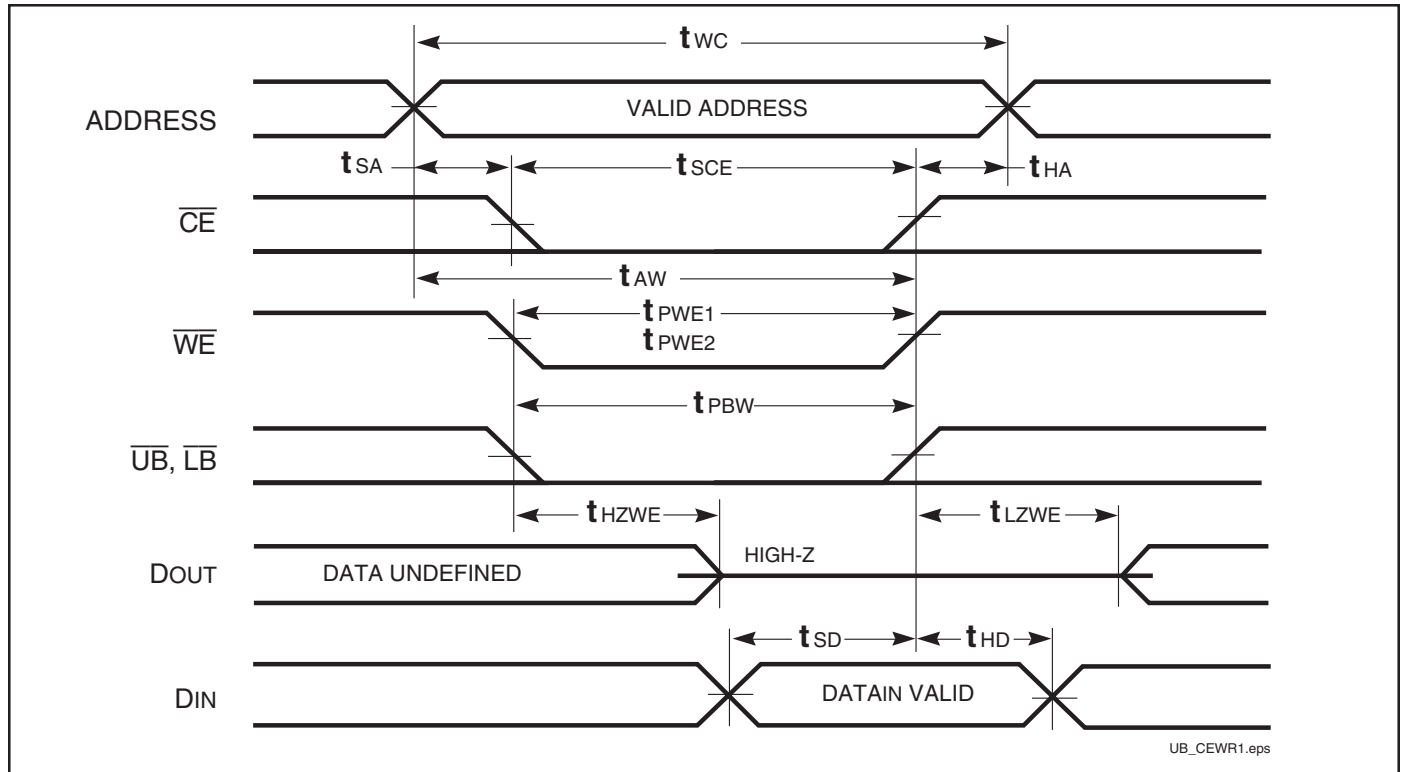 tWC
ADDRESS
VALID ADDRESS
tSA
tSCE
tHA
CE
tAW
tPWE1
WE
tPWE2
tPBW
UB, LB
tHZWE
tLZWE
HIGH-Z
DOUT
DATA UNDEFINED
tSD
tHD
DIN
DATAIN VALID
UB_CEWR1.eps